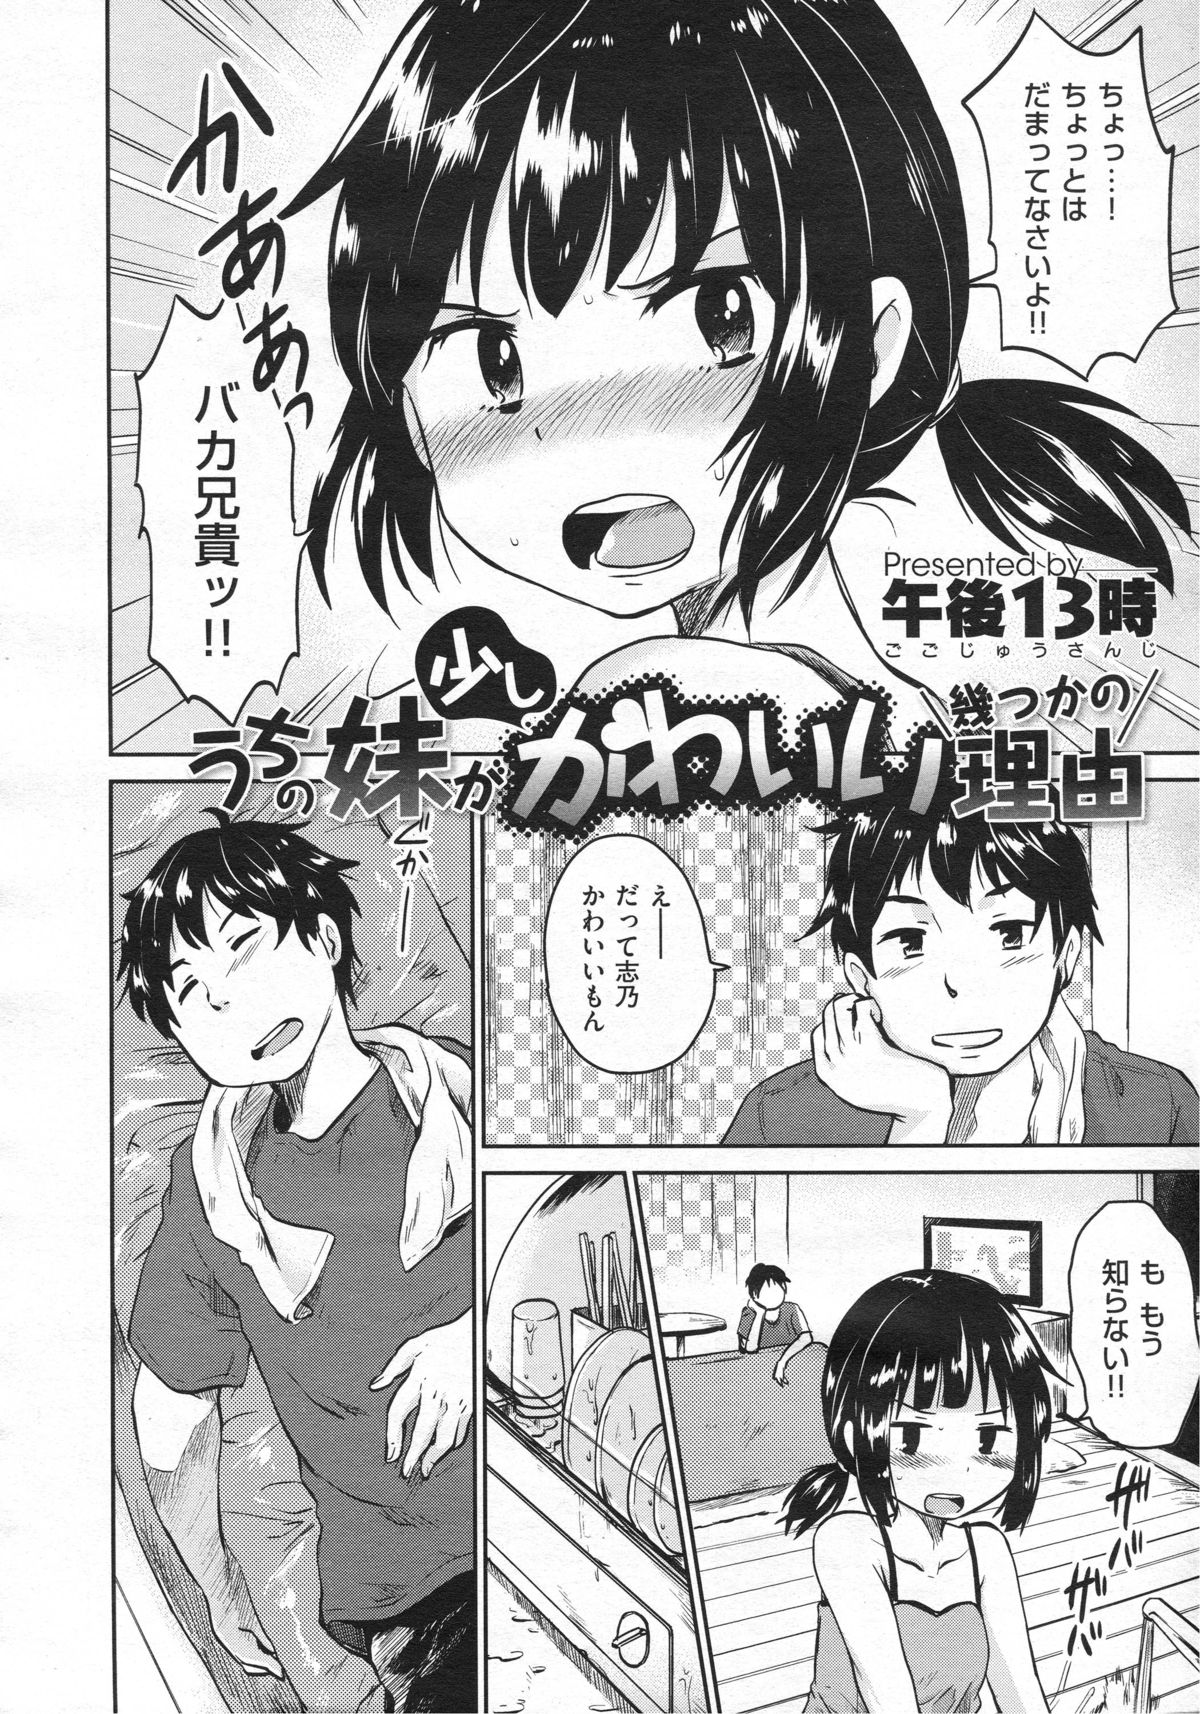 ちょっ…！
ちょっとは
だまってなさいよ!!
かあああっ
バカ兄貴ッ!!
Presented by
午後13時
ごごじゅうさんじ
うちの妹が少しかわいい幾つかの理由
えー
だって志乃
かわいいもん
くかー
も もう
知らない!!
ザバ
ザバ